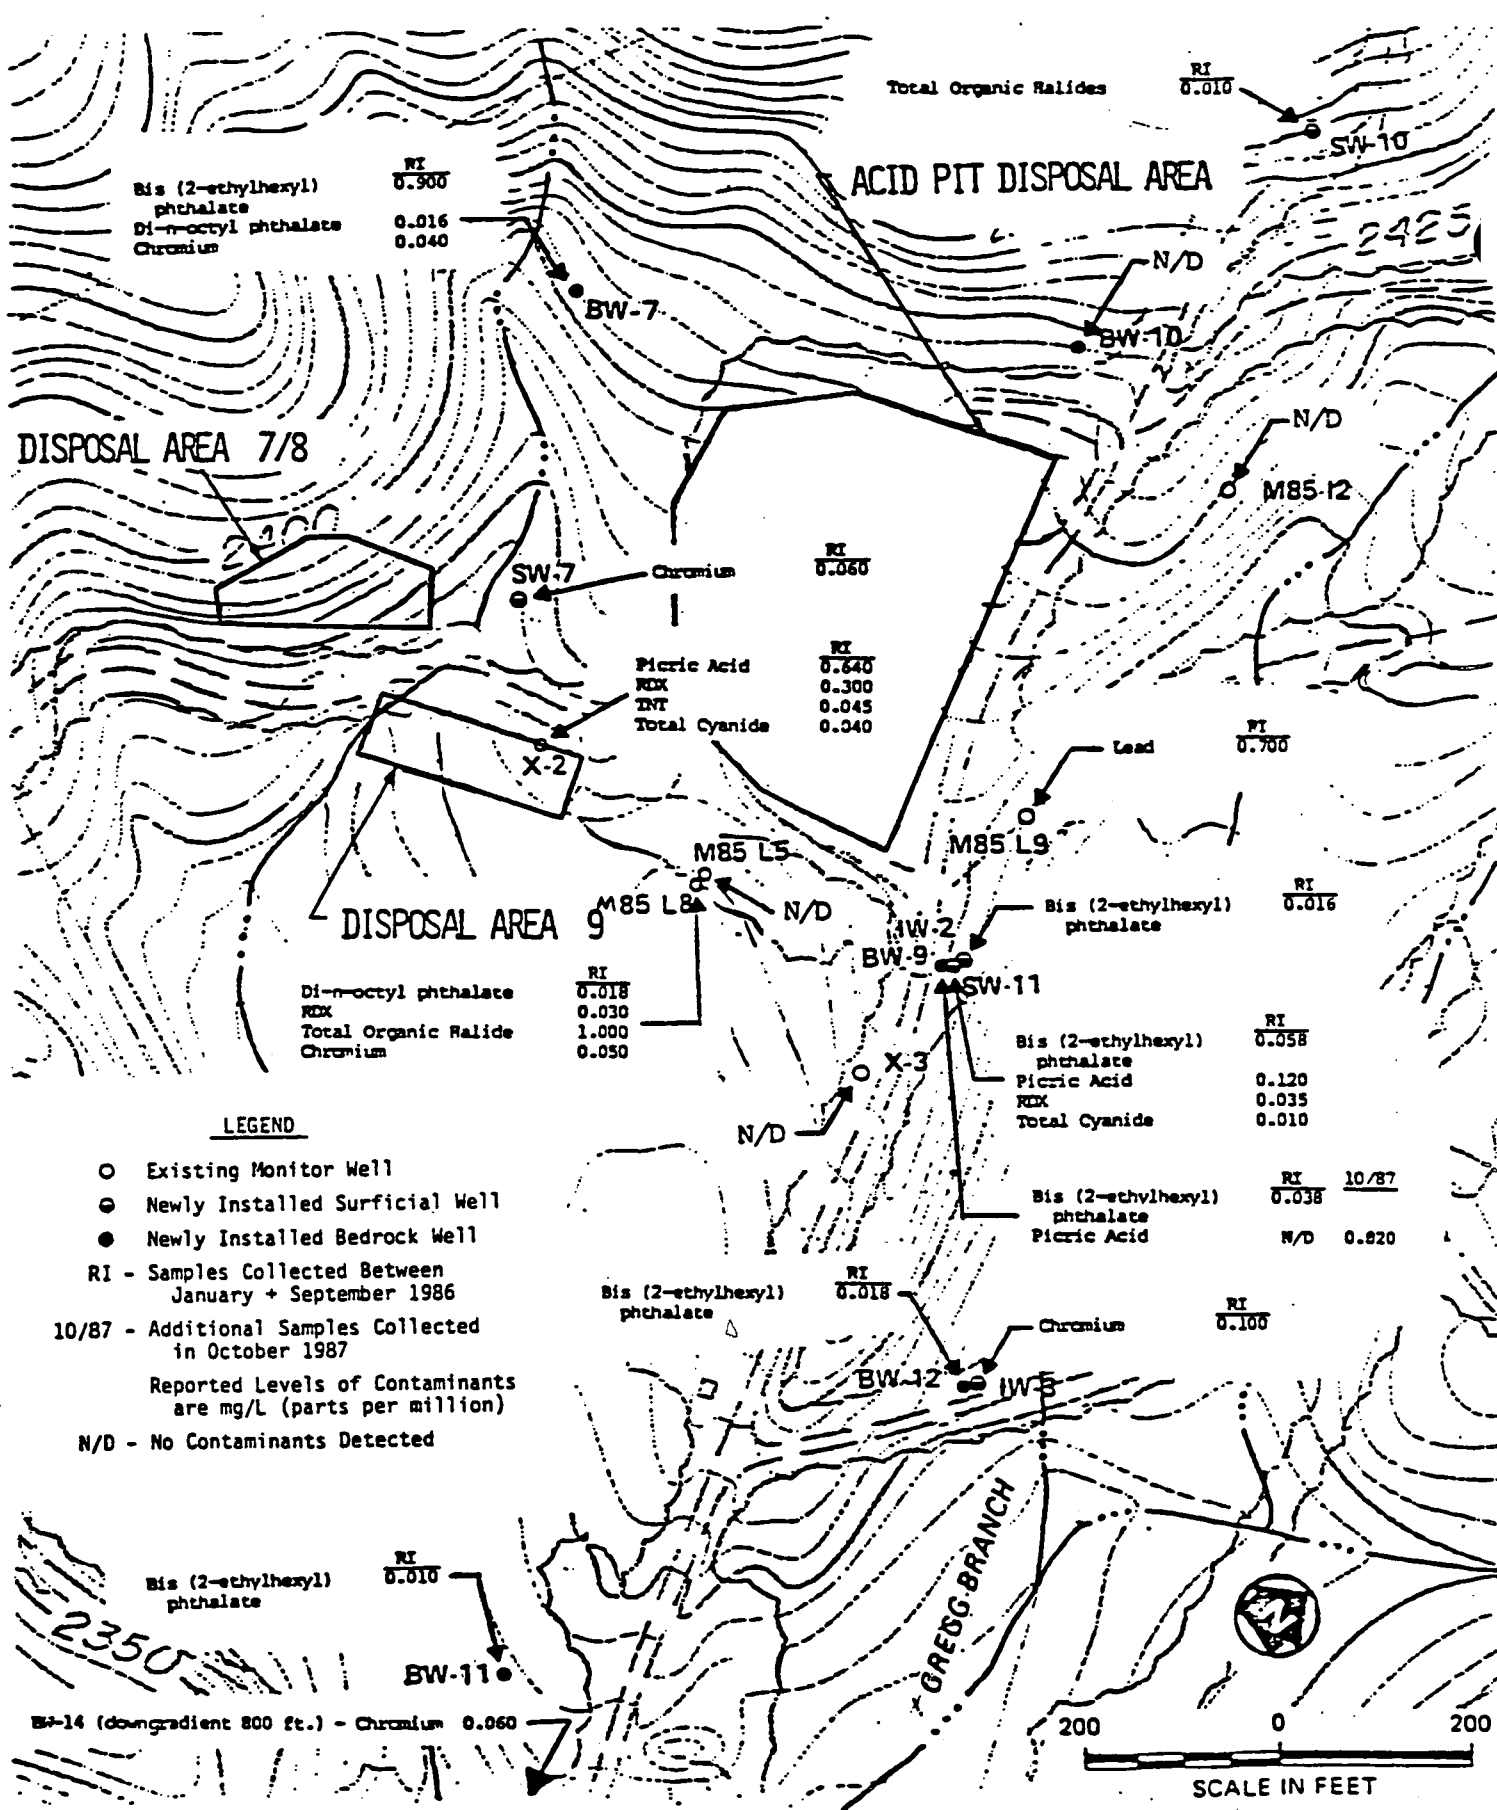 Total Organic Halides RI
0.010
SW-10
ACID PIT DISPOSAL AREA
RI
Bis (2-ethylhexyl) 0.900
phthalate
Di-n-octyl phthalate 0.016
Chromium 0.040
2425
N/D
BW-7
BW-10
N/D
DISPOSAL AREA 7/8
M85-12
2400
SW-7
Chromium RI
0.060
RI
Picric Acid 0.640
RDX 0.300
TNT 0.045
Total Cyanide 0.040
X-2
Lead RI
0.700
M85 L9
M85 L5
M85 L8
N/D
DISPOSAL AREA 9
RI
Bis (2-ethylhexyl) 0.016
phthalate
IW-2
BW-9
SW-11
RI
Di-n-octyl phthalate 0.018
RDX 0.030
Total Organic Halide 1.000
Chromium 0.050
RI
Bis (2-ethylhexyl) 0.058
phthalate
Picric Acid 0.120
RDX 0.035
Total Cyanide 0.010
X-3
N/D
RI 10/87
Bis (2-ethylhexyl) 0.038
phthalate
Picric Acid N/D 0.820
LEGEND
Existing Monitor Well
Newly Installed Surficial Well
Newly Installed Bedrock Well
RI - Samples Collected Between
January + September 1986
10/87 - Additional Samples Collected
in October 1987
Reported Levels of Contaminants
are mg/L (parts per million)
N/D - No Contaminants Detected
RI
Bis (2-ethylhexyl) 0.018
phthalate
Chromium RI
0.100
BW-12
IW-3
GREGG BRANCH
RI
Bis (2-ethylhexyl) 0.010
phthalate
2350
BW-11
BW-14 (downgradient 800 ft.) - Chromium 0.060
200 0 200
SCALE IN FEET